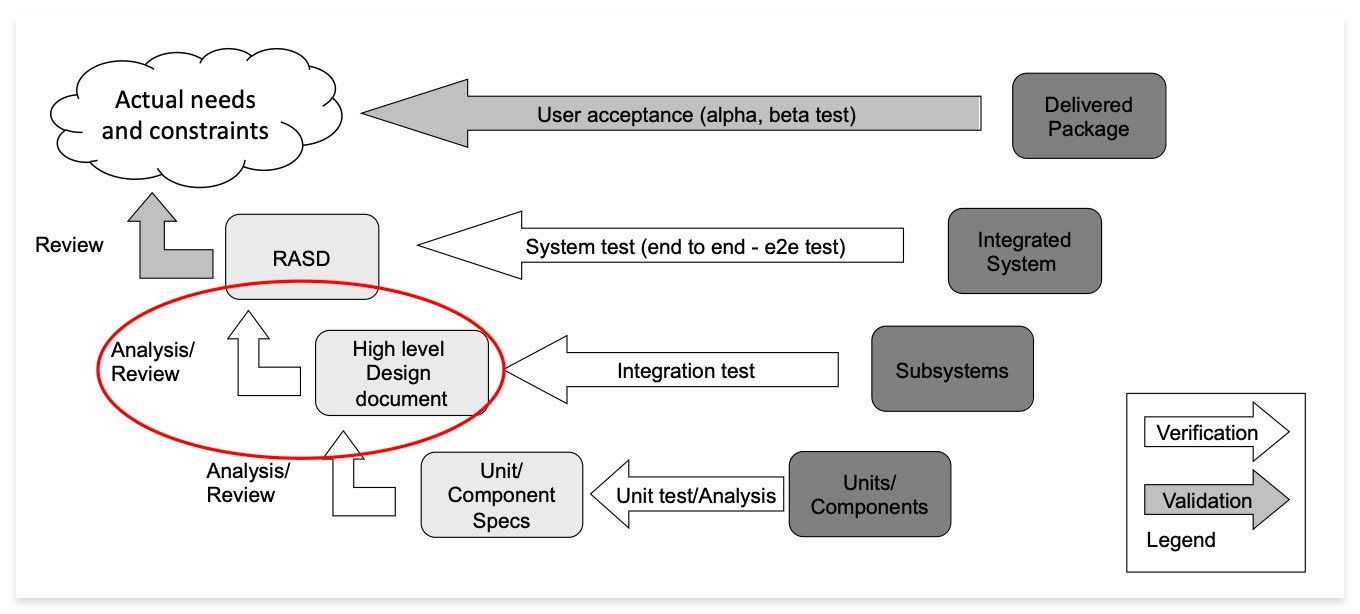 Actual needs
and constraints
User acceptance (alpha, beta test)
Delivered
Package
Review
RASD
System test (end to end - e2e test)
Integrated
System
Analysis/
Review
High level
Design
document
Integration test
Subsystems
Analysis/
Review
Unit/
Component
Specs
Unit test/Analysis
Units/
Components
Verification
Validation
Legend